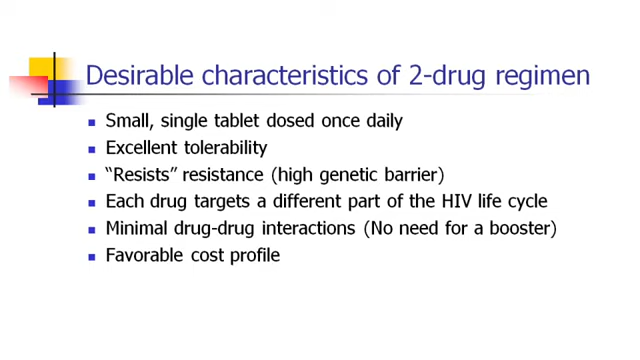 Desirable characteristics of 2-drug regimen
Small, single tablet dosed once daily
Excellent tolerability
“Resists” resistance (high genetic barrier)
Each drug targets a different part of the HIV life cycle
Minimal drug-drug interactions (No need for a booster)
Favorable cost profile